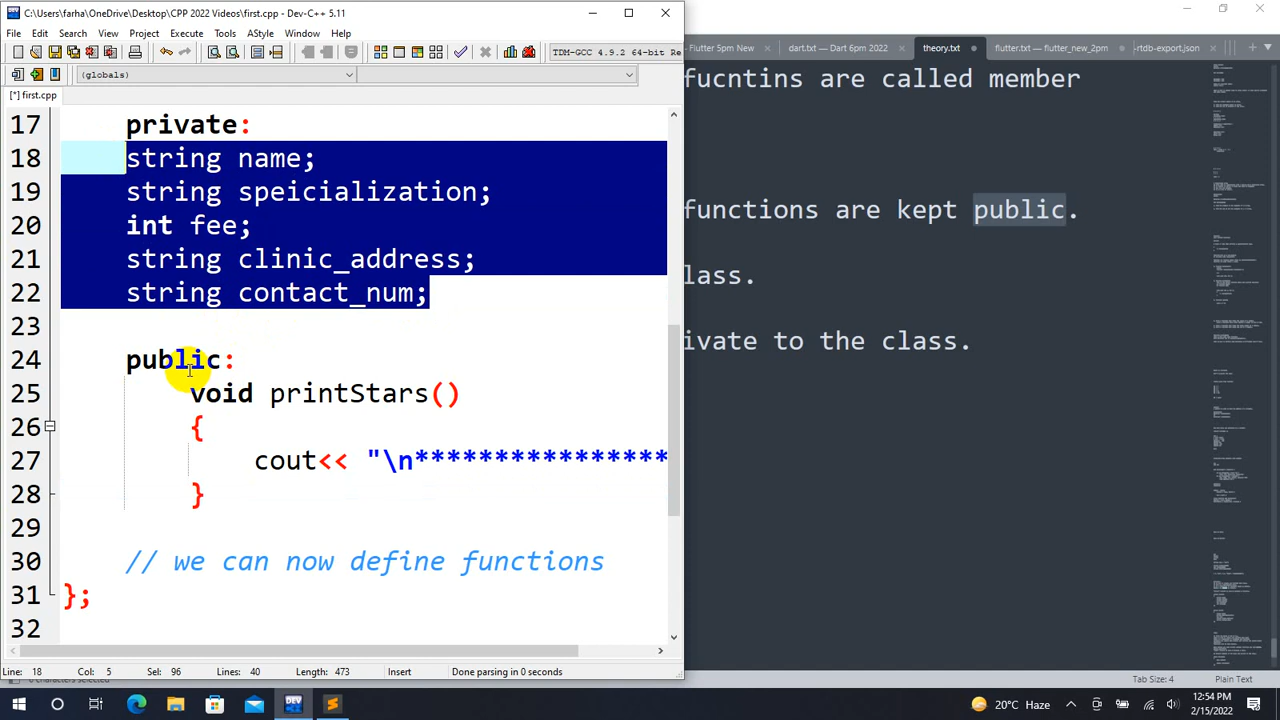 C:\Users\farha\OneDrive\Desktop\CPP 2022 Videos\first.cpp - Dev-C++ 5.11
File Edit Search View Project Execute Tools AStyle Window Help
TDM-GCC 4.9.2 64-bit Re
(globals)
[*] first.cpp
17 private:
18 string name;
19 string speicialization;
20 int fee;
21 string clinic_address;
22 string contact_num;
23
24 public:
25 void printStars()
26 {
27 cout<< "\n****************
28 }
29
30 // we can now define functions
31 };
32
Line: 18 Col: 5 Sel: 96 Lines: 40 Length: 473 Insert Done parsing in 0 seconds
- Flutter 5pm New dart.txt — Dart 6pm 2022 theory.txt flutter.txt — flutter_new_2pm -rtdb-export.json
fucntins are called member
functions are kept public.
lass.
ivate to the class.
Tab Size: 4 Plain Text
20°C Haze
12:54 PM
2/15/2022